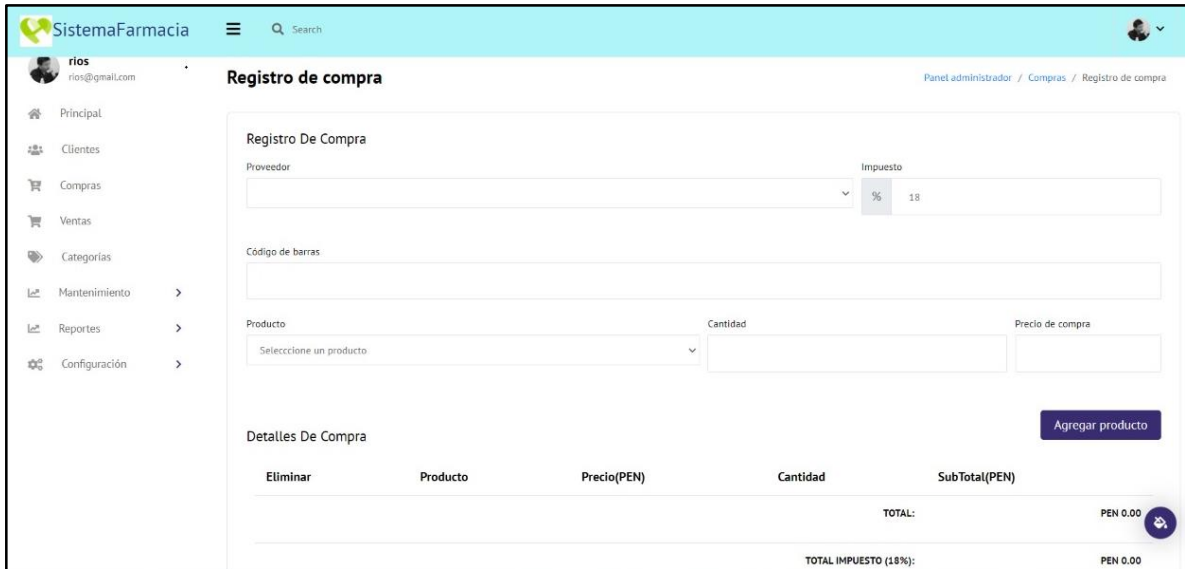 SistemaFarmacia
Search
rios
rios@gmail.com
Principal
Clientes
Compras
Ventas
Categorías
Mantenimiento
Reportes
Configuración
Registro de compra
Panel administrador / Compras / Registro de compra
Registro De Compra
Proveedor
Impuesto
% 18
Código de barras
Producto
Cantidad
Precio de compra
Selecccione un producto
Agregar producto
Detalles De Compra
Eliminar Producto Precio(PEN) Cantidad SubTotal(PEN)
TOTAL: PEN 0.00
TOTAL IMPUESTO (18%): PEN 0.00